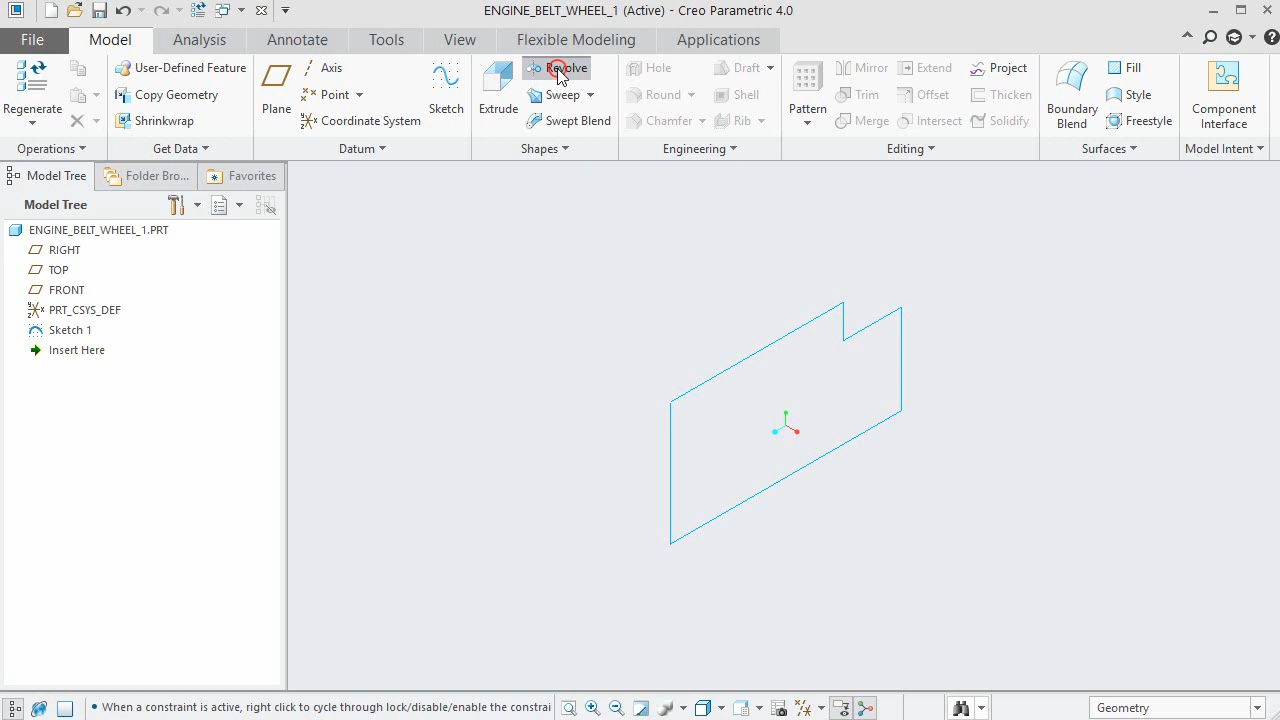 ENGINE_BELT_WHEEL_1 (Active) - Creo Parametric 4.0
File Model Analysis Annotate Tools View Flexible Modeling Applications
Regenerate
Operations
User-Defined Feature
Copy Geometry
Shrinkwrap
Get Data
Plane
Axis
Point
Coordinate System
Sketch
Datum
Extrude
Revolve
Sweep
Swept Blend
Shapes
Hole
Round
Chamfer
Draft
Shell
Rib
Engineering
Pattern
Mirror
Trim
Merge
Extend
Offset
Intersect
Project
Thicken
Solidify
Editing
Boundary
Blend
Fill
Style
Freestyle
Surfaces
Component
Interface
Model Intent
Model Tree Folder Bro... Favorites
Model Tree
ENGINE_BELT_WHEEL_1.PRT
RIGHT
TOP
FRONT
PRT_CSYS_DEF
Sketch 1
Insert Here
• When a constraint is active, right click to cycle through lock/disable/enable the constrai
Geometry